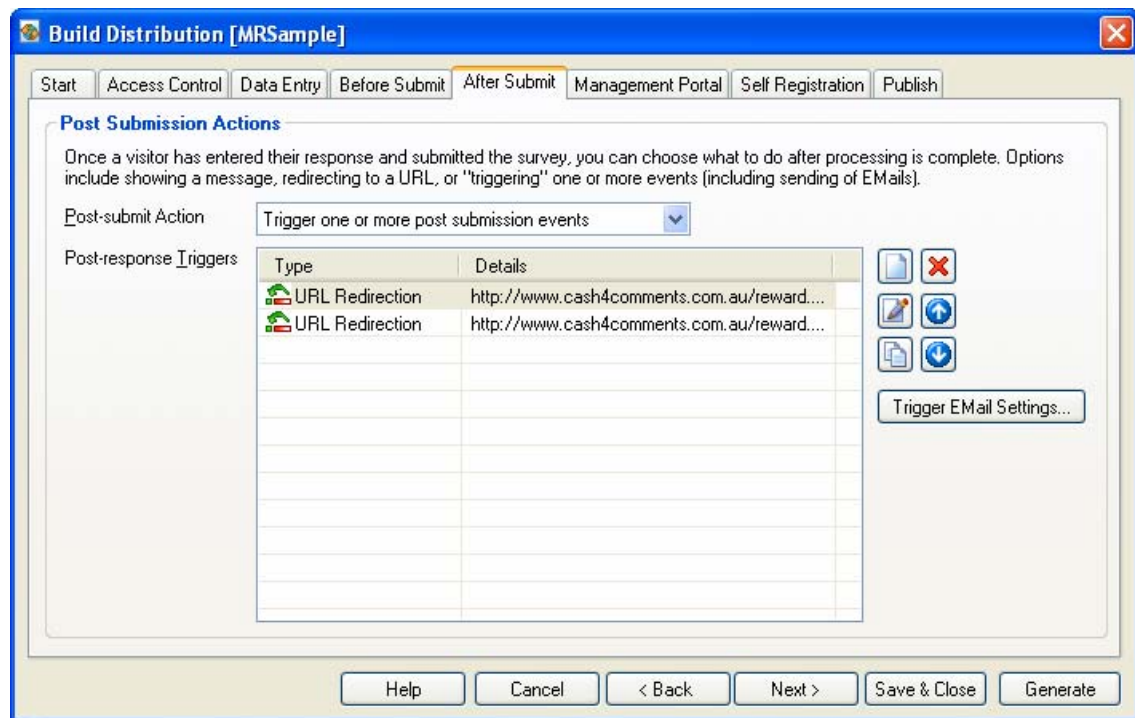 Build Distribution [MRSample]
Start Access Control Data Entry Before Submit After Submit Management Portal Self Registration Publish
Post Submission Actions
Once a visitor has entered their response and submitted the survey, you can choose what to do after processing is complete. Options
include showing a message, redirecting to a URL, or "triggering" one or more events (including sending of EMails).
Post-submit Action Trigger one or more post submission events
Post-response Triggers
Type Details
URL Redirection http://www.cash4comments.com.au/reward....
URL Redirection http://www.cash4comments.com.au/reward....
Trigger EMail Settings...
Help Cancel < Back Next > Save & Close Generate